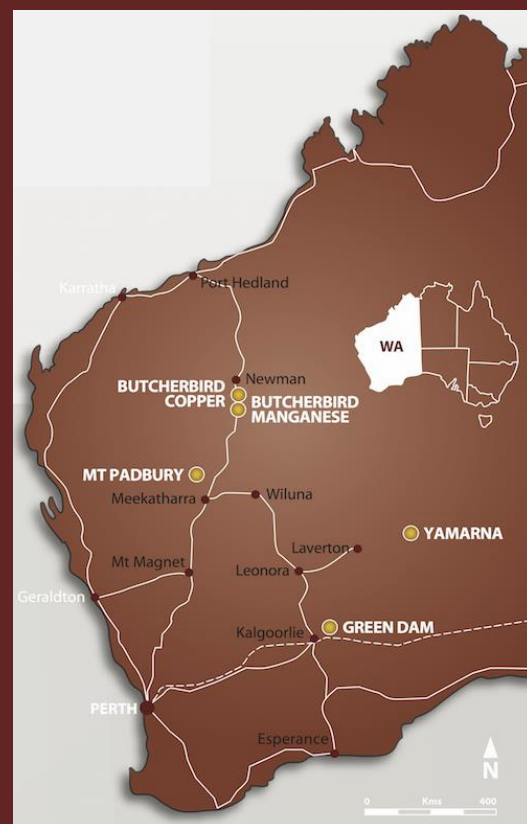 Karratha
Port Hedland
WA
Newman
BUTCHERBIRD
COPPER
BUTCHERBIRD
MANGANESE
MT PADBURY
Meekatharra
Wiluna
YAMARNA
Laverton
Mt Magnet
Leonora
Geraldton
GREEN DAM
Kalgoorlie
PERTH
Esperance
N
0 Kms 400